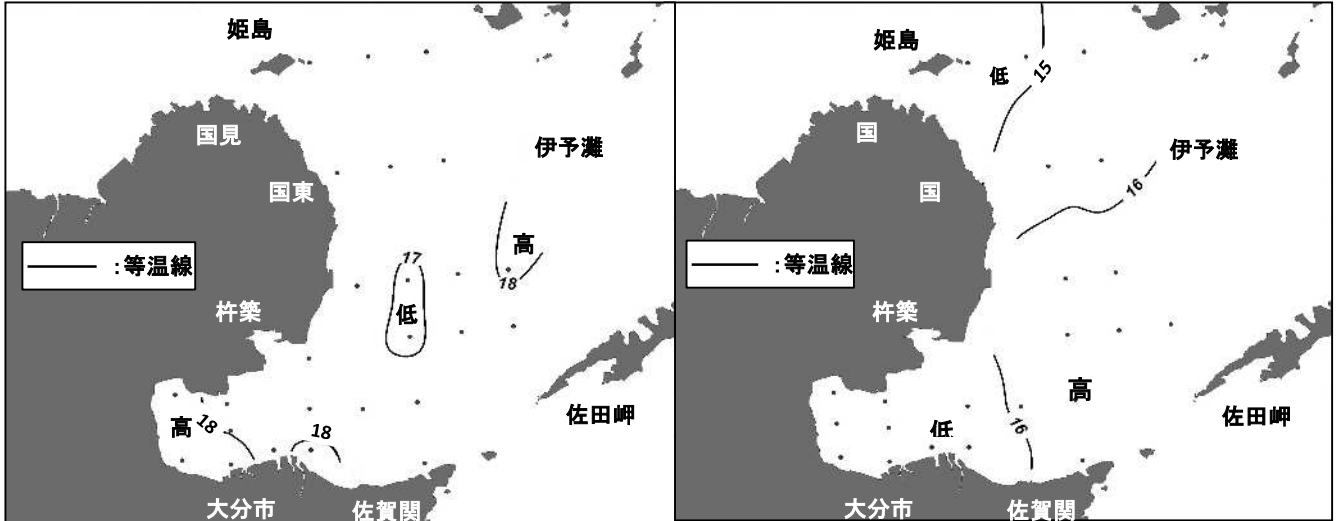 姫島
国見
伊予灘
国東
高
―― :等温線
17
18
杵築
低
高
18
18
佐田岬
大分市
佐賀関
姫島
低
15
国
伊予灘
国
16
―― :等温線
杵築
高
低
16
佐田岬
大分市
佐賀関